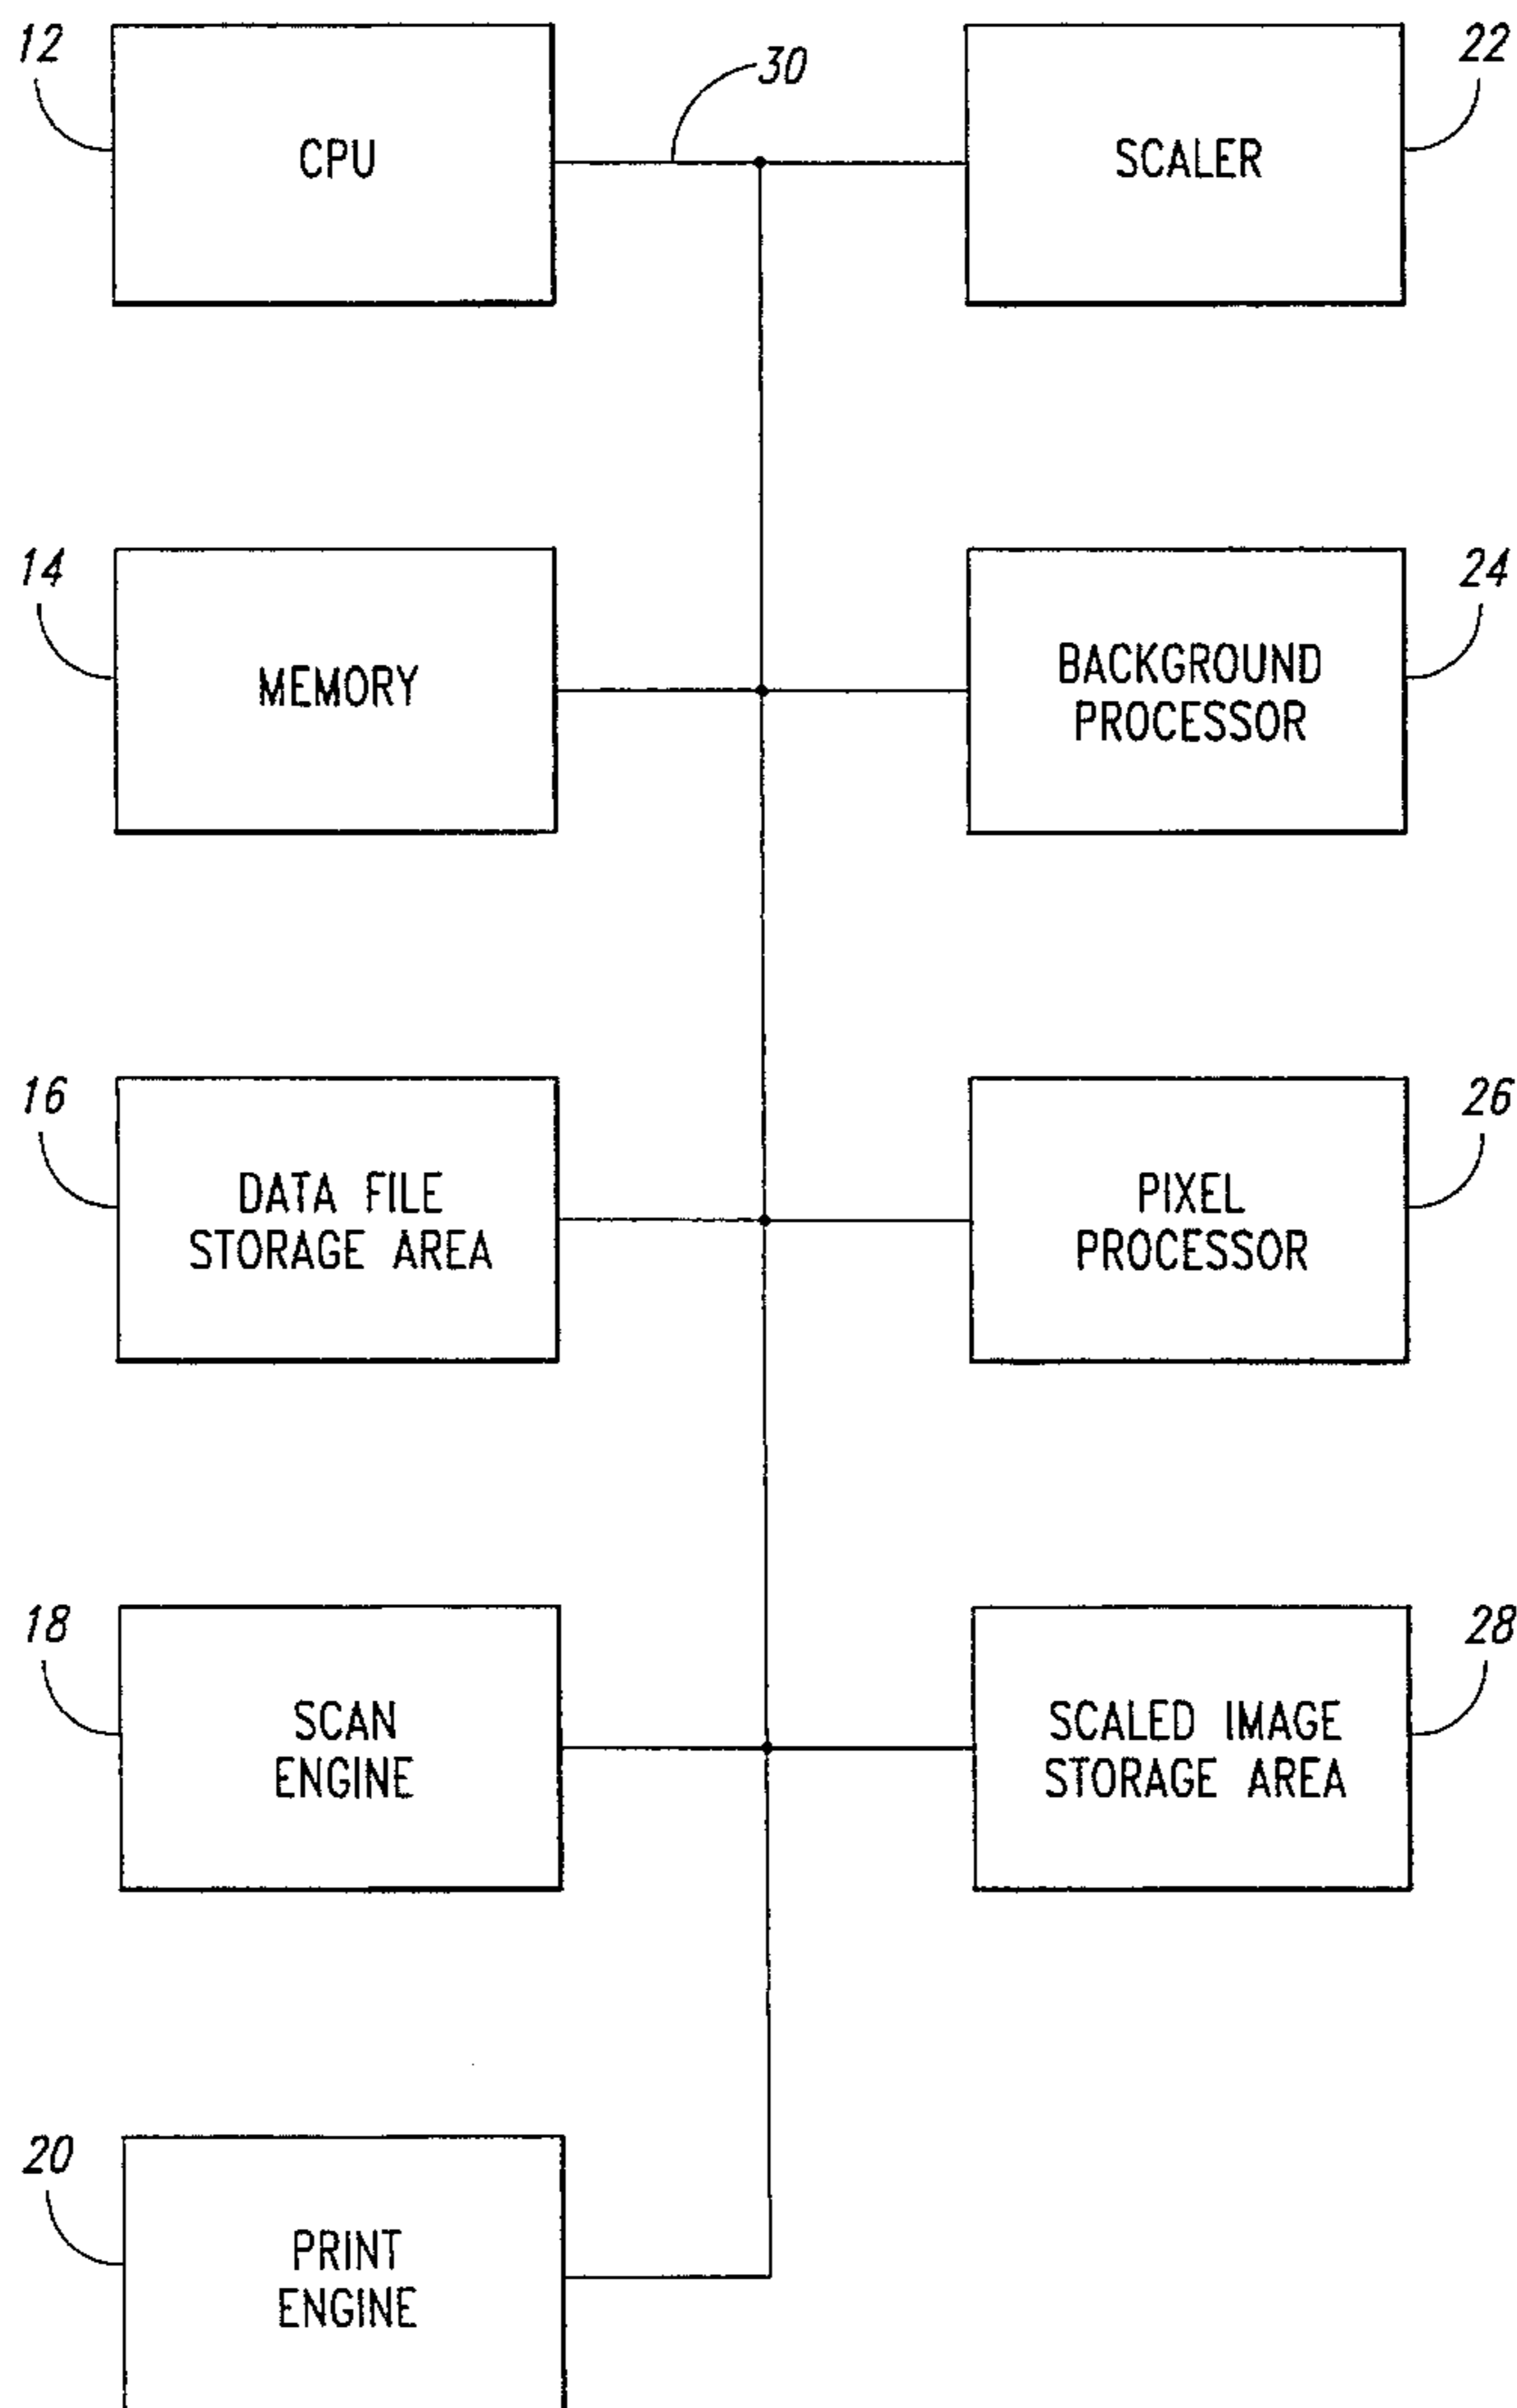 12
CPU
30
SCALER
22
14
MEMORY
BACKGROUND
PROCESSOR
24
16
DATA FILE
STORAGE AREA
PIXEL
PROCESSOR
26
18
SCAN
ENGINE
SCALED IMAGE
STORAGE AREA
28
20
PRINT
ENGINE